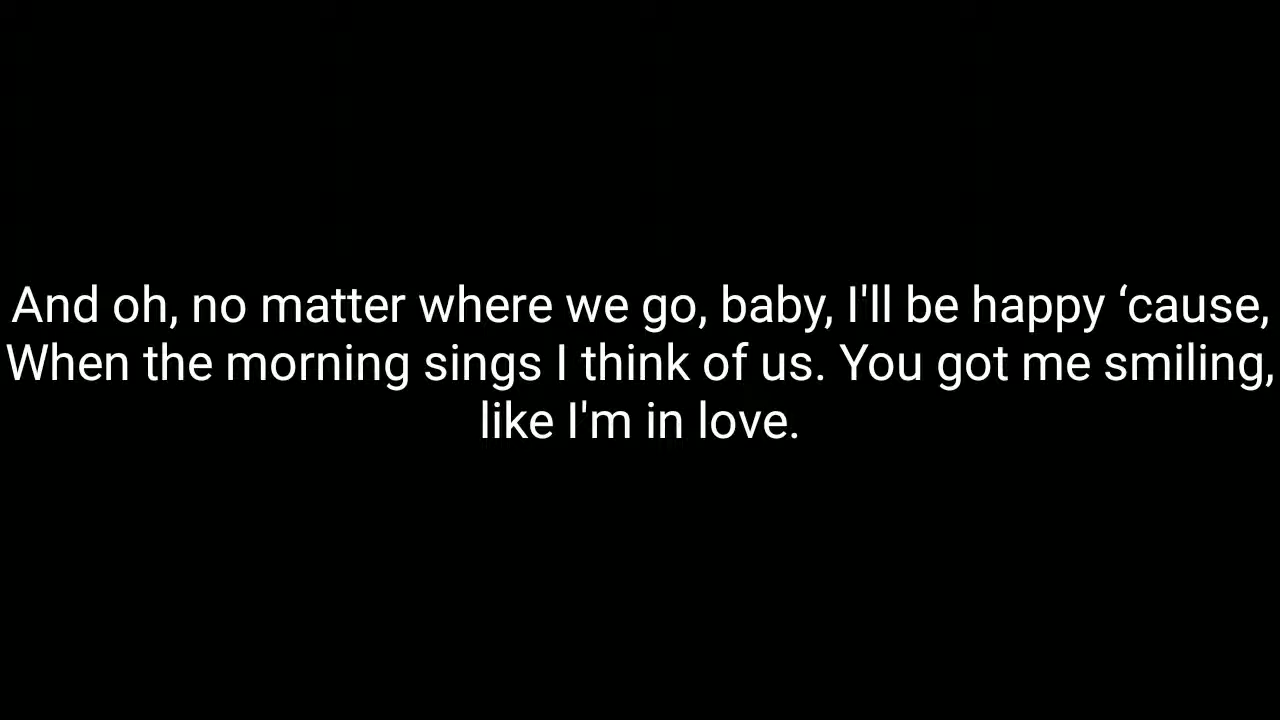 And oh, no matter where we go, baby, I'll be happy ‘cause,
When the morning sings I think of us. You got me smiling,
like I'm in love.